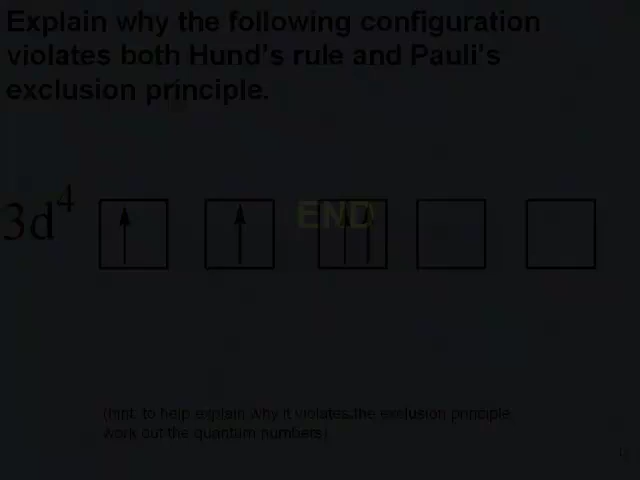 Explain why the following configuration
violates both Hund's rule and Pauli's
exclusion principle.
3d4
END
(hint: to help explain why it violates the exclusion principle,
work out the quantum numbers)